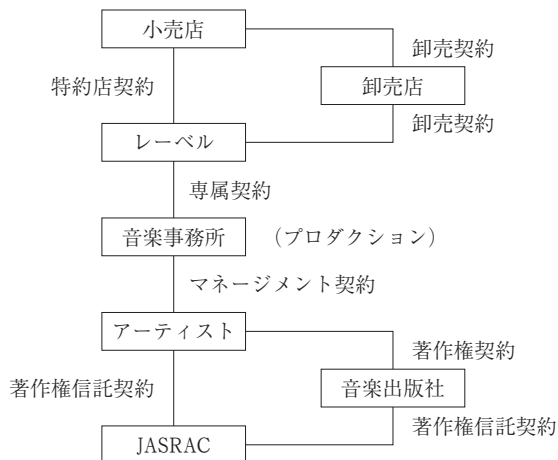 小売店
卸売契約
特約店契約
卸売店
卸売契約
レーベル
専属契約
音楽事務所 (プロダクション)
マネージメント契約
アーティスト
著作権契約
著作権信託契約
音楽出版社
著作権信託契約
JASRAC